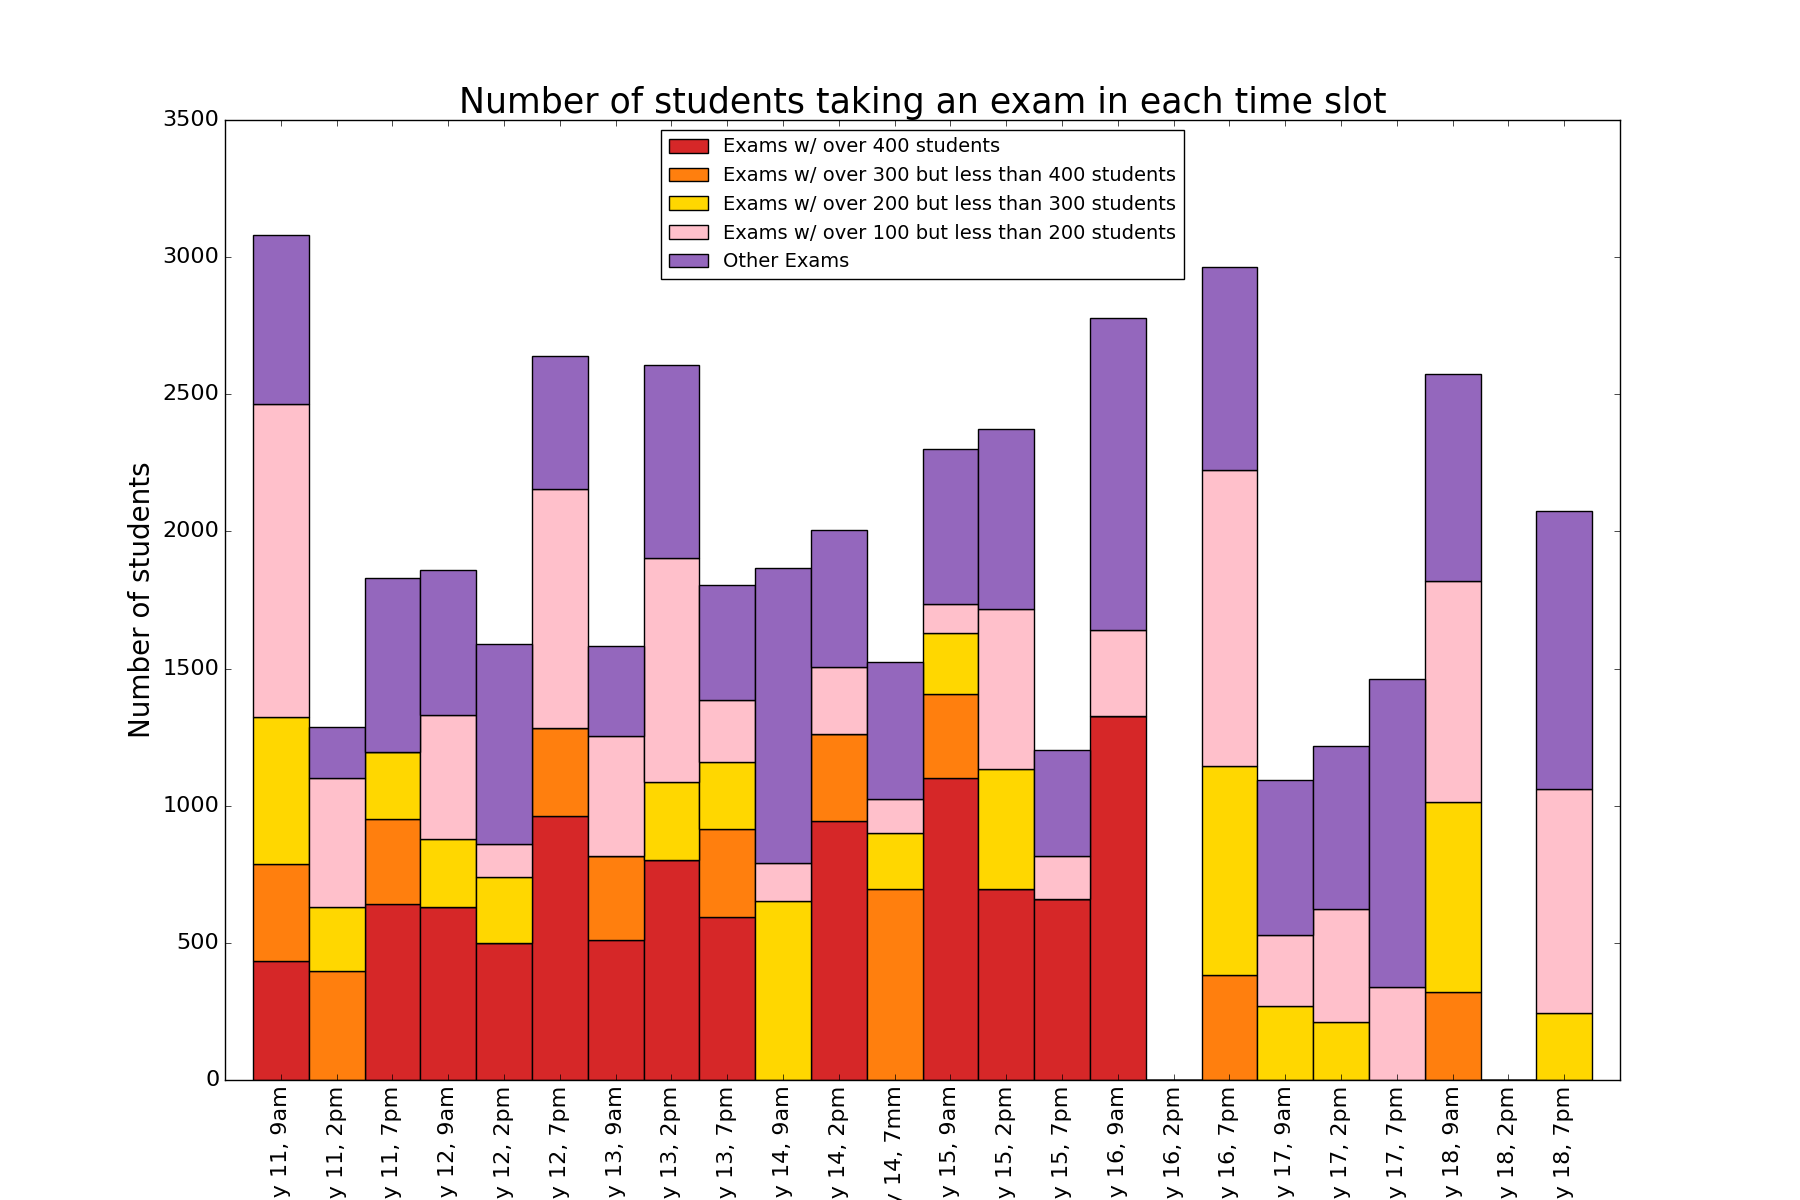 Number of students taking an exam in each time slot
Exams w/ over 400 students
Exams w/ over 300 but less than 400 students
Exams w/ over 200 but less than 300 students
Exams w/ over 100 but less than 200 students
Other Exams
Number of students
3500
3000
2500
2000
1500
1000
500
0
y 11, 9am
y 11, 2pm
y 11, 7pm
y 12, 9am
y 12, 2pm
y 12, 7pm
y 13, 9am
y 13, 2pm
y 13, 7pm
y 14, 9am
y 14, 2pm
y 14, 7mm
y 15, 9am
y 15, 2pm
y 15, 7pm
y 16, 9am
y 16, 2pm
y 16, 7pm
y 17, 9am
y 17, 2pm
y 17, 7pm
y 18, 9am
y 18, 2pm
y 18, 7pm